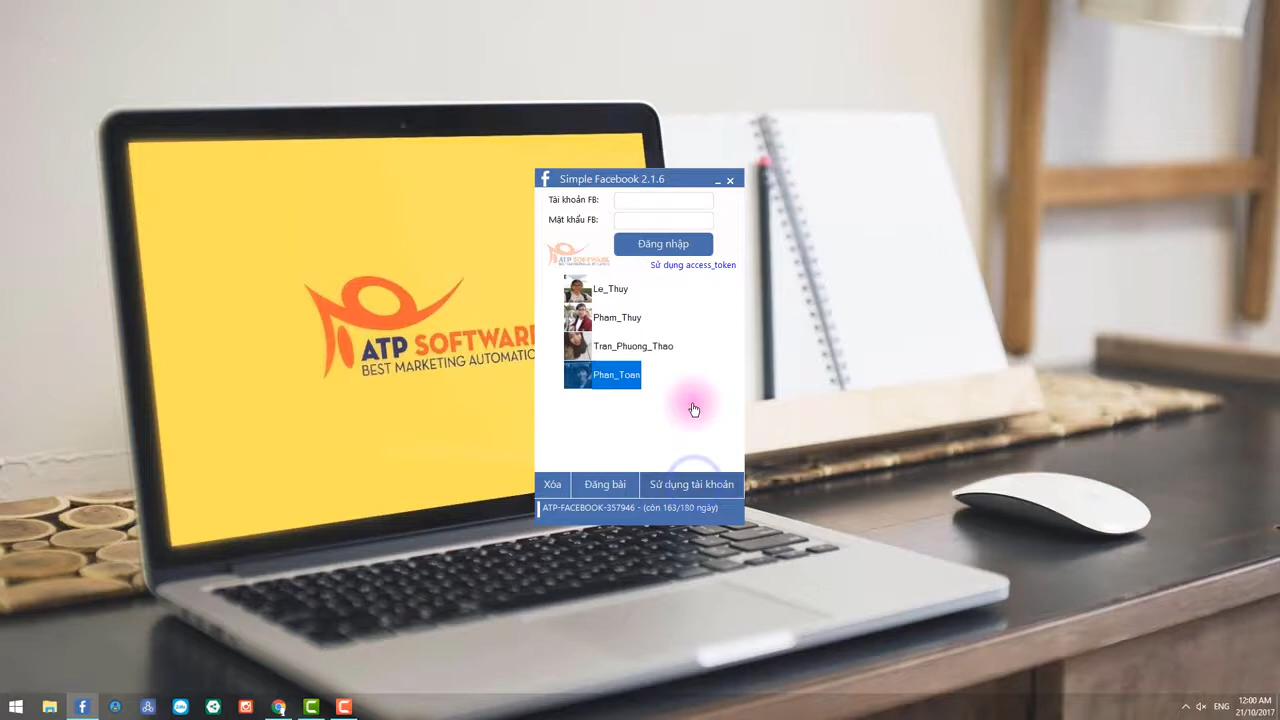 Simple Facebook 2.1.6
Tài khoản FB:
Mật khẩu FB:
Đăng nhập
ATP SOFTWARE
Sử dụng access_token
Le_Thuy
Pham_Thuy
Tran_Phuong_Thao
Phan_Toan
Xóa
Đăng bài
Sử dụng tài khoản
ATP-FACEBOOK-357946 - (còn 163/180 ngày)
ATP SOFTWAR
BEST MARKETING AUTOMATIC
ENG
12:00 AM
21/10/2017